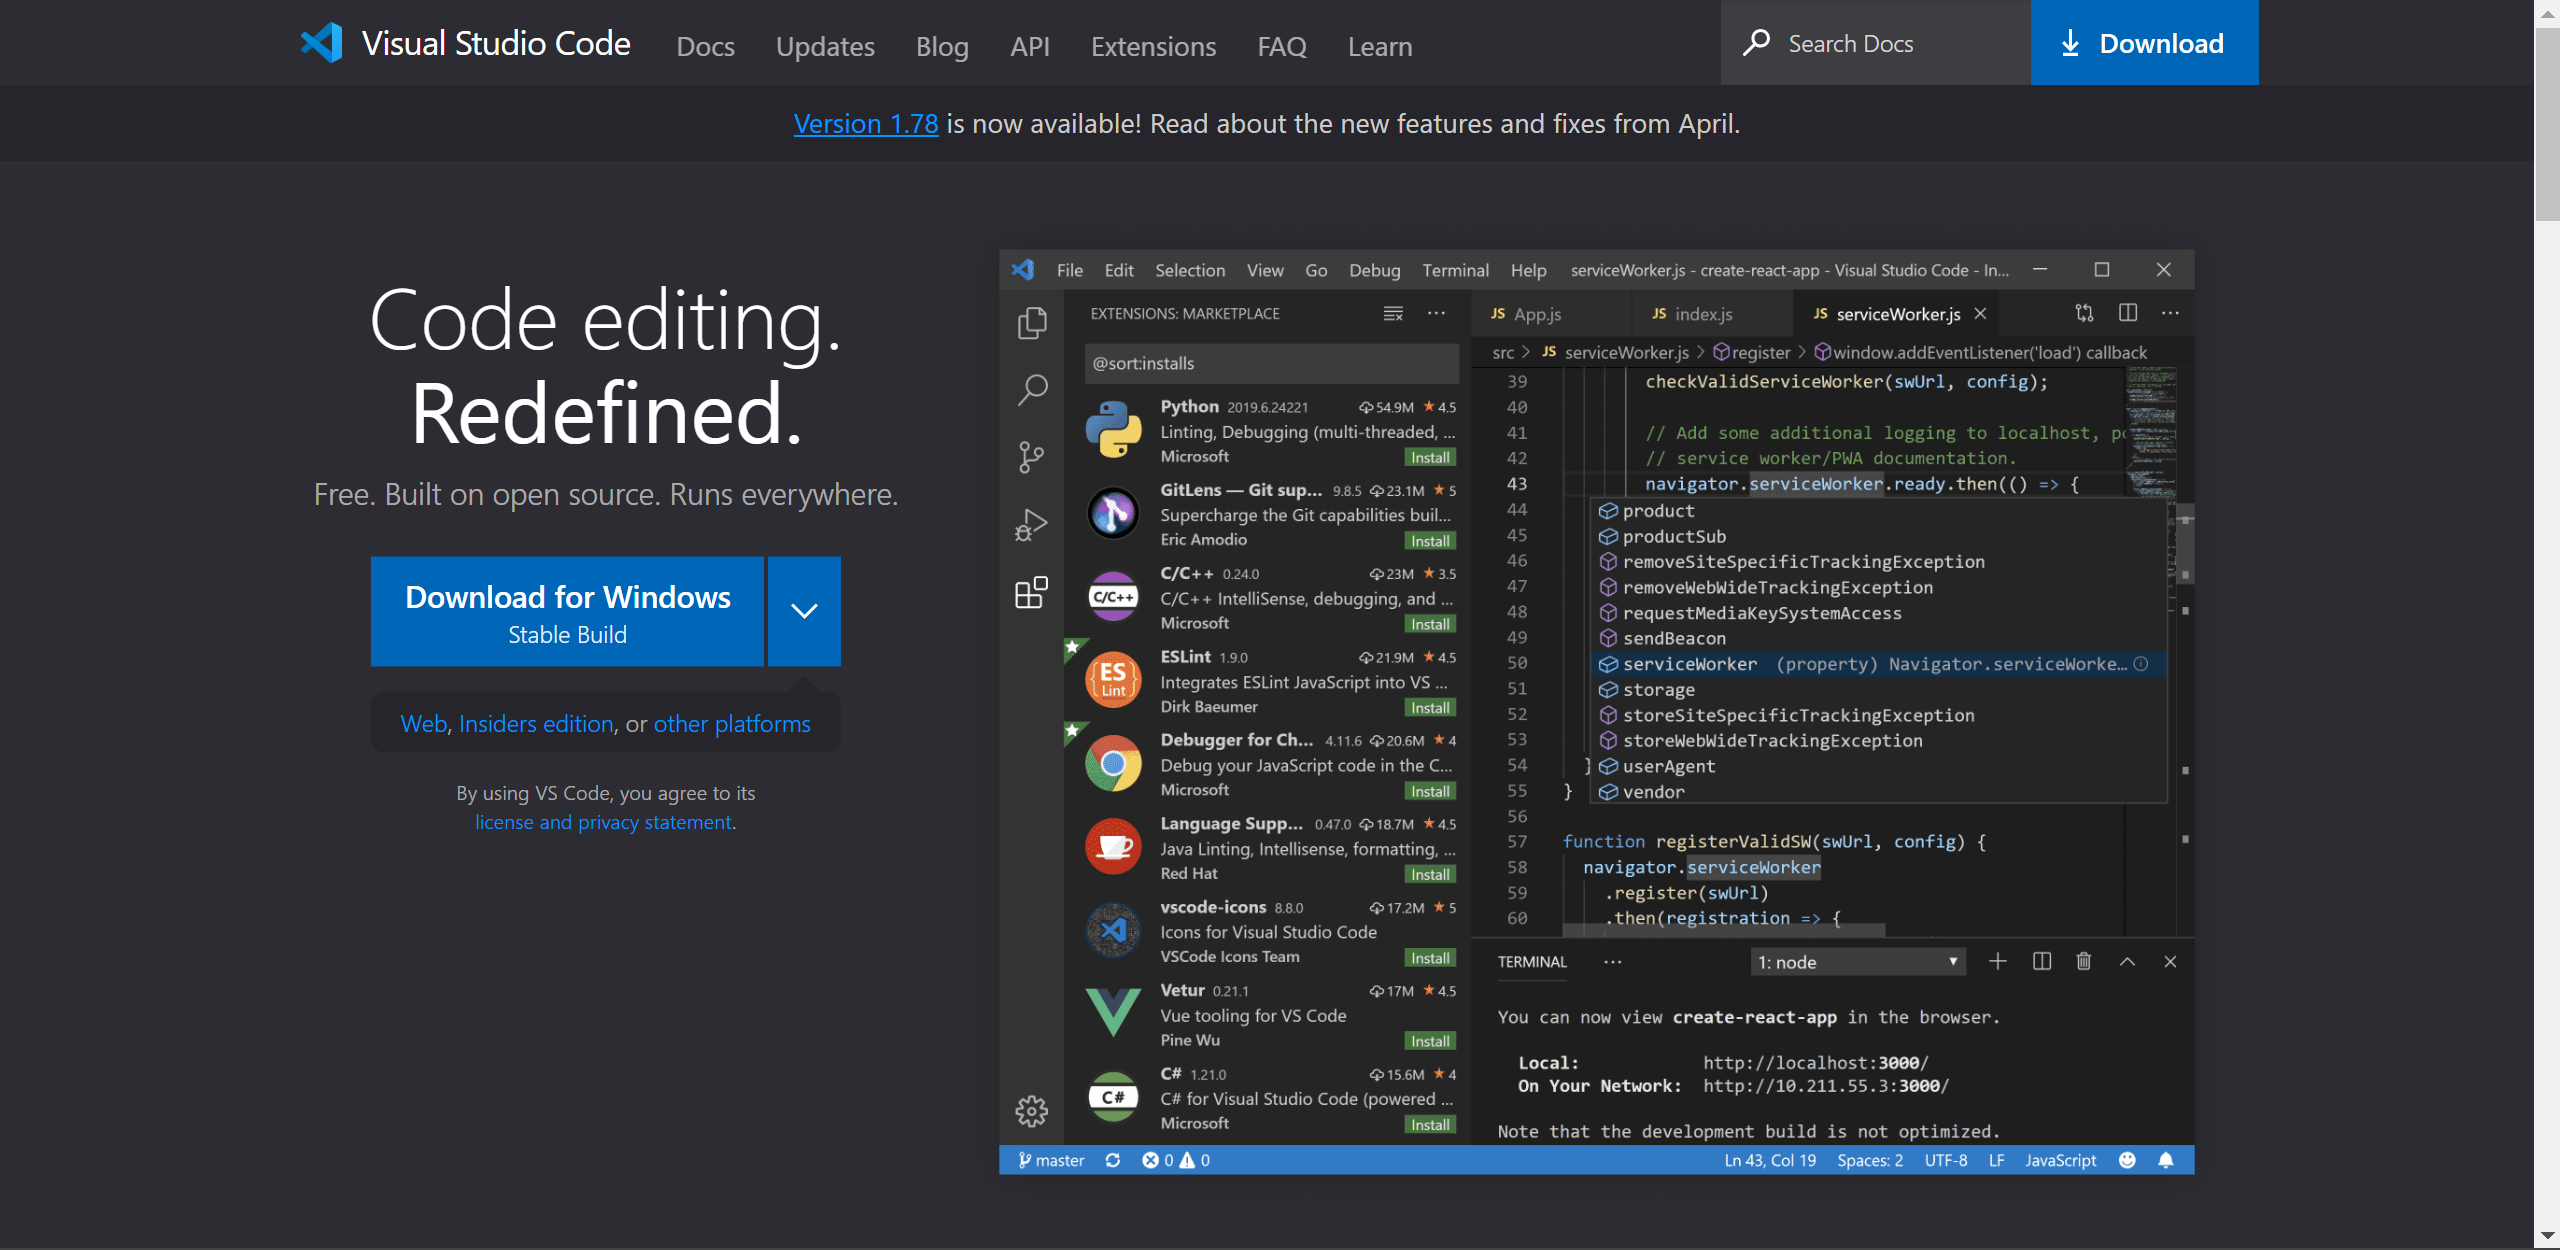 Visual Studio Code Docs Updates Blog API Extensions FAQ Learn Search Docs Download
Version 1.78 is now available! Read about the new features and fixes from April.
Code editing.
Redefined.
Free. Built on open source. Runs everywhere.
Download for Windows
Stable Build
Web, Insiders edition, or other platforms
By using VS Code, you agree to its
license and privacy statement.
File Edit Selection View Go Debug Terminal Help serviceWorker.js - create-react-app - Visual Studio Code - In...
EXTENSIONS: MARKETPLACE
@sort:installs
Python 2019.6.24221 54.9M 4.5
Linting, Debugging (multi-threaded, ...
Microsoft Install
GitLens — Git sup... 9.8.5 23.1M 5
Supercharge the Git capabilities buil...
Eric Amodio Install
C/C++
C/C++ 0.24.0 23M 3.5
C/C++ IntelliSense, debugging, and ...
Microsoft Install
ES
Lint
ESLint 1.9.0 21.9M 4.5
Integrates ESLint JavaScript into VS ...
Dirk Baeumer Install
Debugger for Ch... 4.11.6 20.6M 4
Debug your JavaScript code in the C...
Microsoft Install
Language Supp... 0.47.0 18.7M 4.5
Java Linting, Intellisense, formatting, ...
Red Hat Install
vscode-icons 8.8.0 17.2M 5
Icons for Visual Studio Code
VSCode Icons Team Install
Vetur 0.21.1 17M 4.5
Vue tooling for VS Code
Pine Wu Install
C#
C# 1.21.0 15.6M 4
C# for Visual Studio Code (powered ...
Microsoft Install
JS App.js JS index.js JS serviceWorker.js
src > JS serviceWorker.js > register > window.addEventListener('load') callback
39 checkValidServiceWorker(swUrl, config);
40
41 // Add some additional logging to localhost, p
42 // service worker/PWA documentation.
43 navigator.serviceWorker.ready.then(() => {
44 product
45 productSub
46 removeSiteSpecificTrackingException
47 removeWebWideTrackingException
48 requestMediaKeySystemAccess
49 sendBeacon
50 serviceWorker (property) Navigator.serviceWorke...
51 storage
52 storeSiteSpecificTrackingException
53 storeWebWideTrackingException
54 } userAgent
55 } vendor
56
57 function registerValidSW(swUrl, config) {
58 navigator.serviceWorker
59 .register(swUrl)
60 .then(registration => {
TERMINAL ... 1: node
You can now view create-react-app in the browser.
Local: http://localhost:3000/
On Your Network: http://10.211.55.3:3000/
Note that the development build is not optimized.
master 0 0 Ln 43, Col 19 Spaces: 2 UTF-8 LF JavaScript